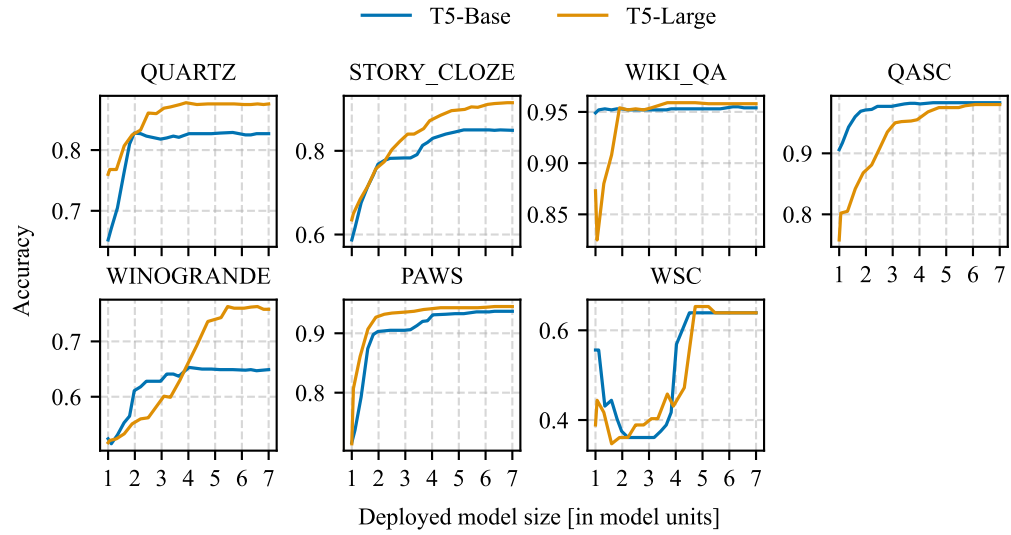 T5-Base T5-Large
QUARTZ STORY_CLOZE WIKI_QA QASC
0.8 0.7
0.8 0.6
0.95 0.90 0.85
0.9 0.8
1 2 3 4 5 6 7
Accuracy
WINOGRANDE PAWS WSC
0.7 0.6
0.9 0.8
0.6 0.4
1 2 3 4 5 6 7 1 2 3 4 5 6 7 1 2 3 4 5 6 7
Deployed model size [in model units]